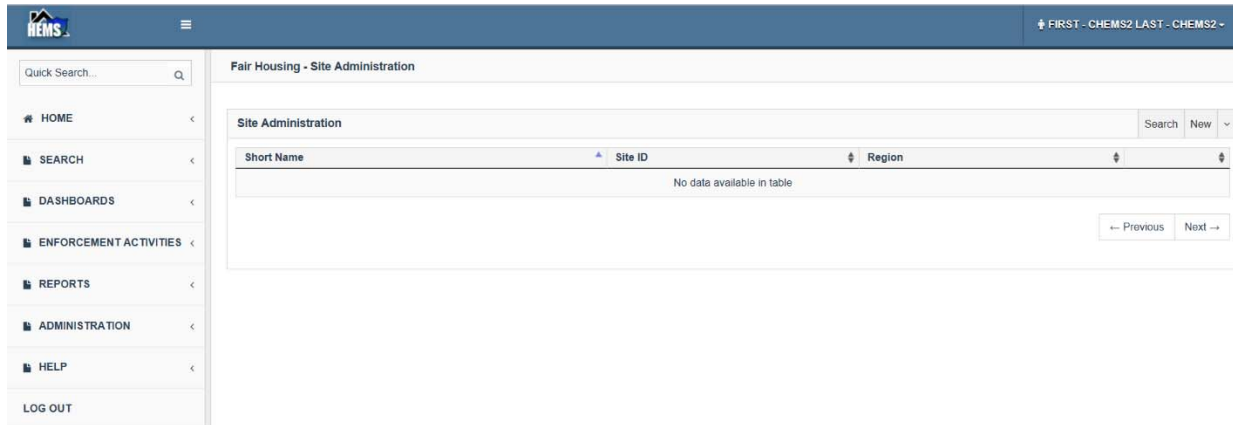 HEMS
FIRST - CHEMS2 LAST - CHEMS2
Quick Search...
Fair Housing - Site Administration
HOME
SEARCH
DASHBOARDS
ENFORCEMENT ACTIVITIES
REPORTS
ADMINISTRATION
HELP
LOG OUT
Site Administration Search New
Short Name Site ID Region
No data available in table
← Previous Next →